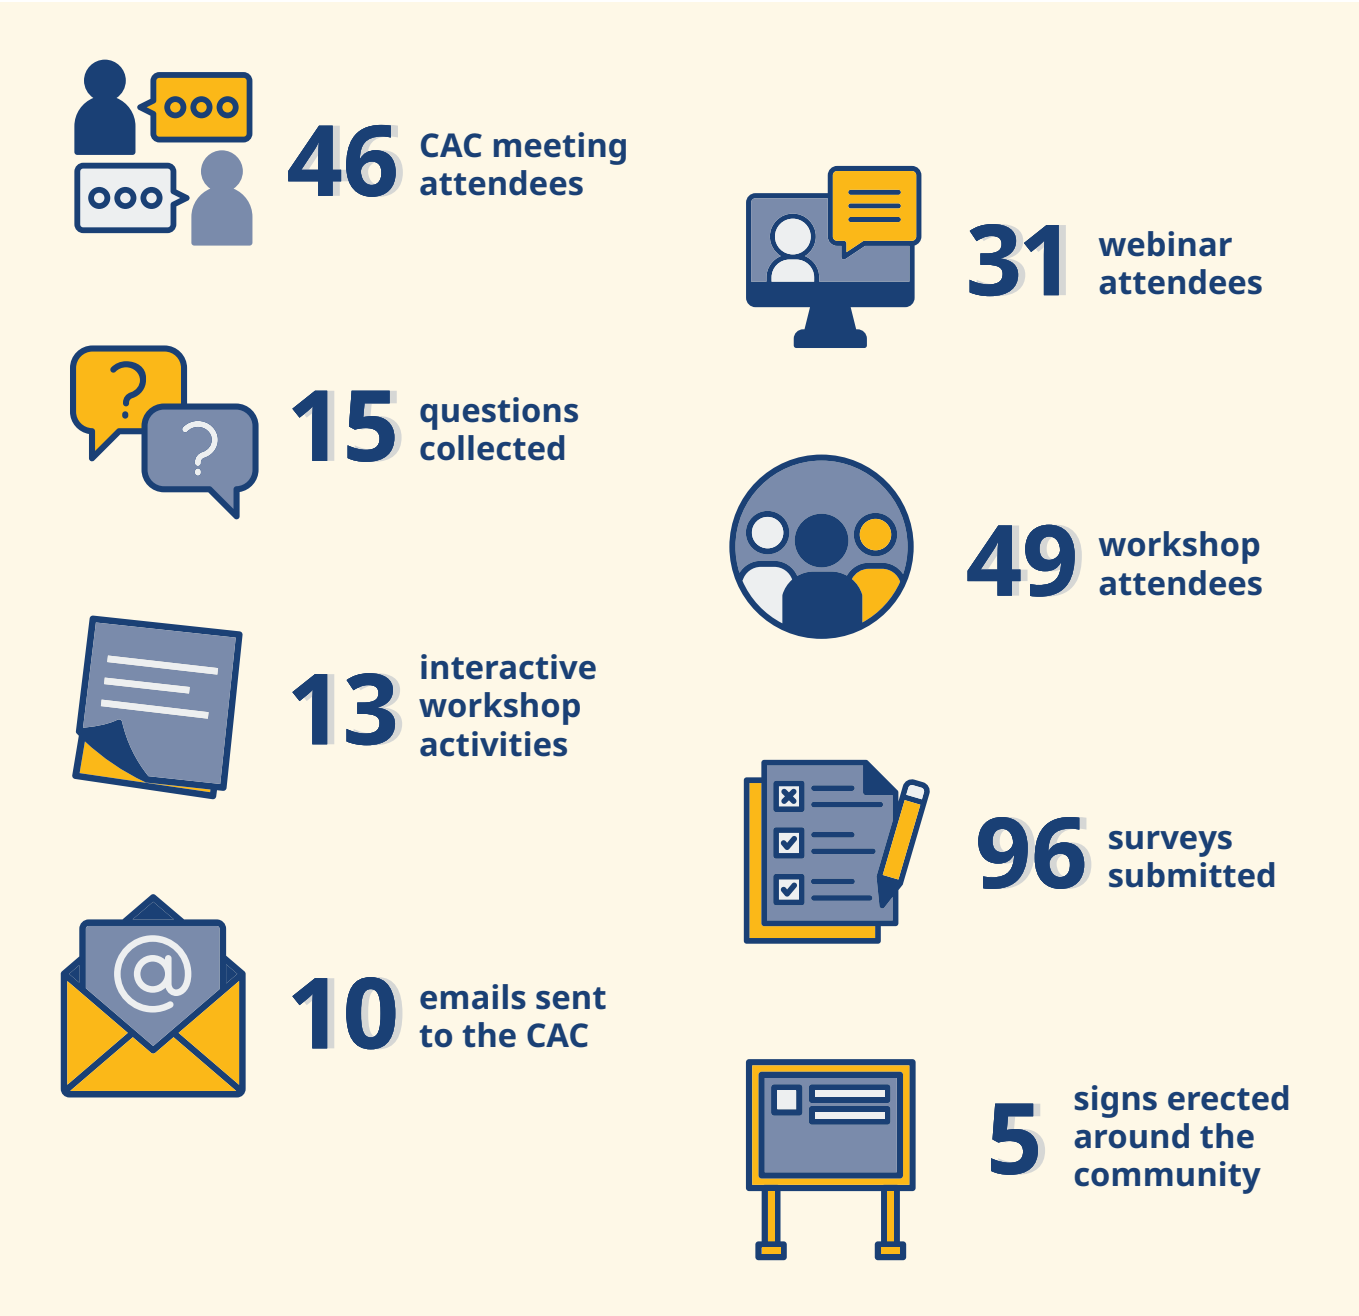 46 CAC meeting
attendees
15 questions
collected
13 interactive
workshop
activities
@
10 emails sent
to the CAC
31 webinar
attendees
49 workshop
attendees
96 surveys
submitted
5 signs erected
around the
community